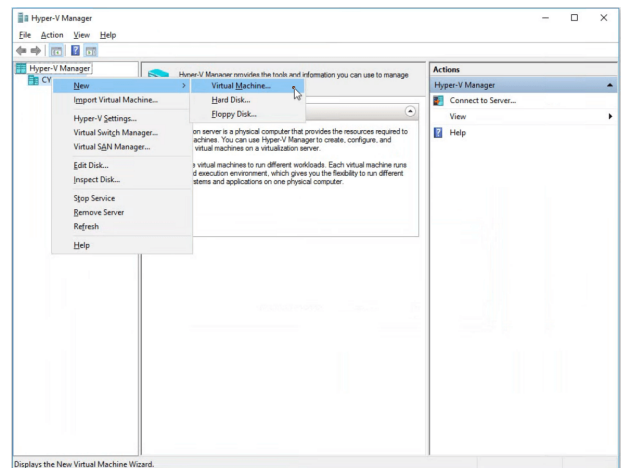 Hyper-V Manager
File Action View Help
Hyper-V Manager
CY
New
Import Virtual Machine...
Hyper-V Settings...
Virtual Switch Manager...
Virtual SAN Manager...
Edit Disk...
Inspect Disk...
Stop Service
Remove Server
Refresh
Help
Virtual Machine...
Hard Disk...
Floppy Disk...
Hyper-V Manager provides the tools and information you can use to manage
on server is a physical computer that provides the resources required to
achines. You can use Hyper-V Manager to create, configure, and
virtual machines on a virtualization server.
virtual machines to run different workloads. Each virtual machine runs
d execution environment, which gives you the flexibility to run different
stems and applications on one physical computer.
Actions
Hyper-V Manager
Connect to Server...
View
Help
Displays the New Virtual Machine Wizard.